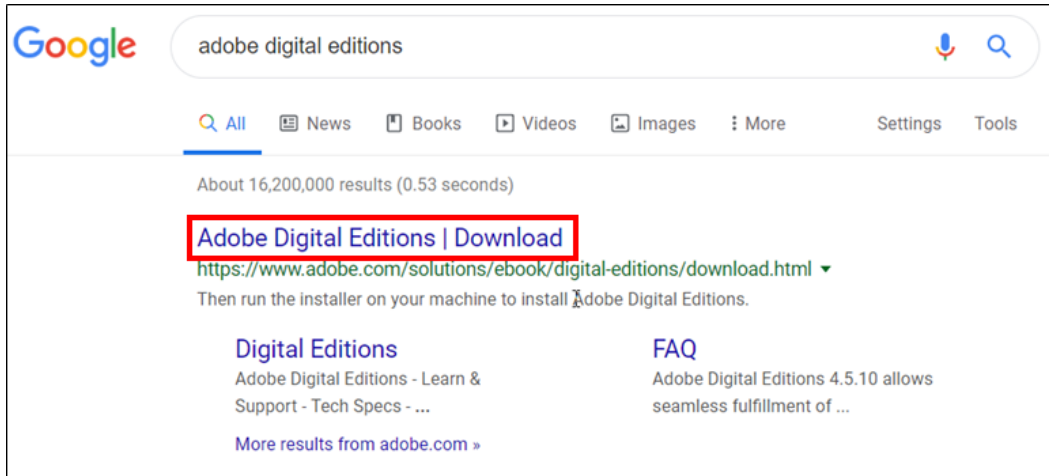 Google
adobe digital editions
All News Books Videos Images More Settings Tools
About 16,200,000 results (0.53 seconds)
Adobe Digital Editions | Download
https://www.adobe.com/solutions/ebook/digital-editions/download.html
Then run the installer on your machine to install Adobe Digital Editions.
Digital Editions
Adobe Digital Editions - Learn &
Support - Tech Specs - ...
FAQ
Adobe Digital Editions 4.5.10 allows
seamless fulfillment of ...
More results from adobe.com »